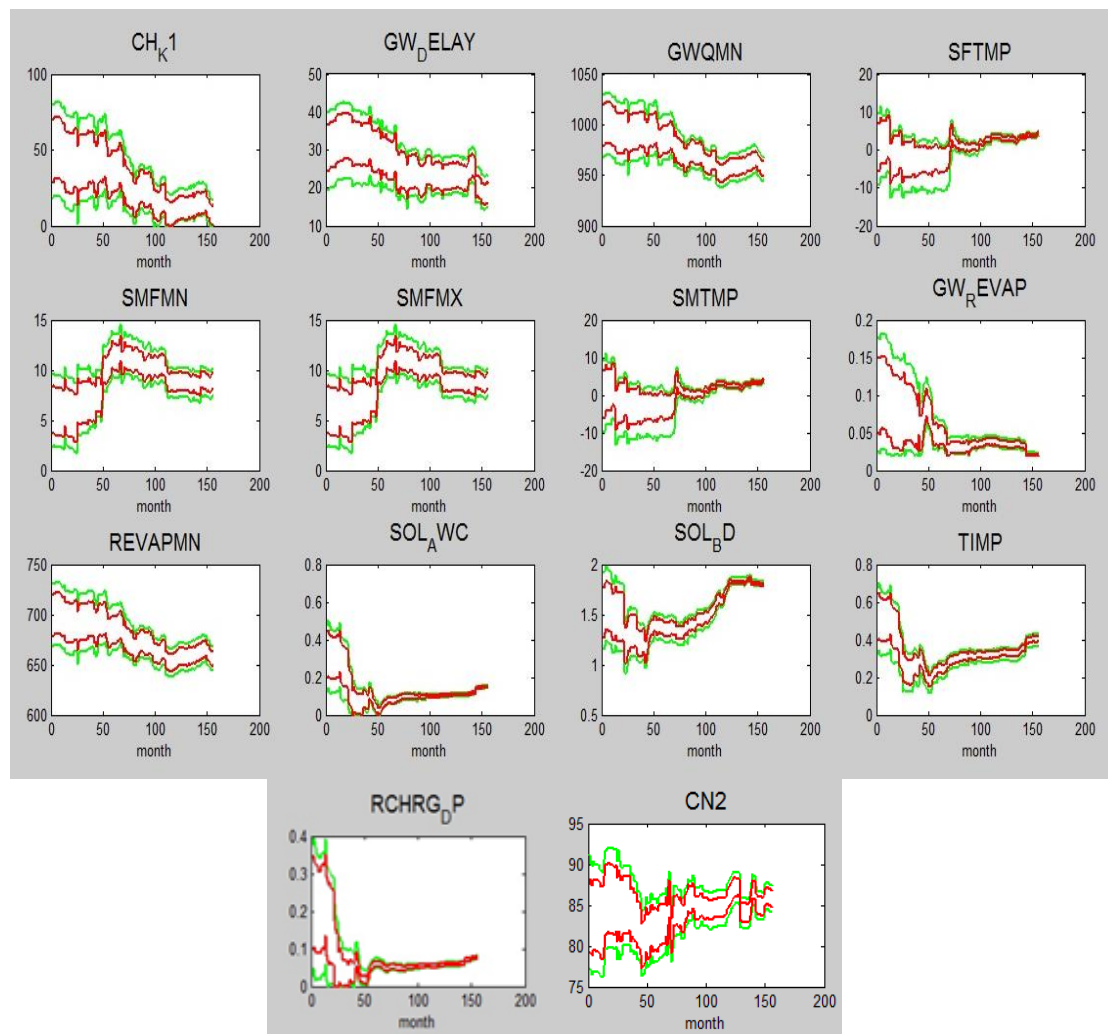 CH_K1 GW_DELAY GWQMN SFTMP
100 50 1050 20
40 10
50 30 1000 0
20 950 -10
0 10 900 -20
0 50 100 150 200 0 50 100 150 200 0 50 100 150 200 0 50 100 150 200
month month month month
SMFMN SMFMX SMTMP GW_REVAP
15 15 20 0.2
10 10 10 0.15
0 0.1
5 5 -10 0.05
0 0 -20 0
0 50 100 150 200 0 50 100 150 200 0 50 100 150 200 0 50 100 150 200
month month month month
REVAPMN SOL_AWC SOL_BD TIMP
750 0.8 2 0.8
700 0.6 1.5 0.6
0.4 0.4
650 0.2 1 0.2
600 0 0.5 0
0 50 100 150 200 0 50 100 150 200 0 50 100 150 200 0 50 100 150 200
month month month month
RCHRG_DP CN2
0.4 95
0.3 90
0.2 85
0.1 80
0 75
0 50 100 150 200 0 50 100 150 200
month month